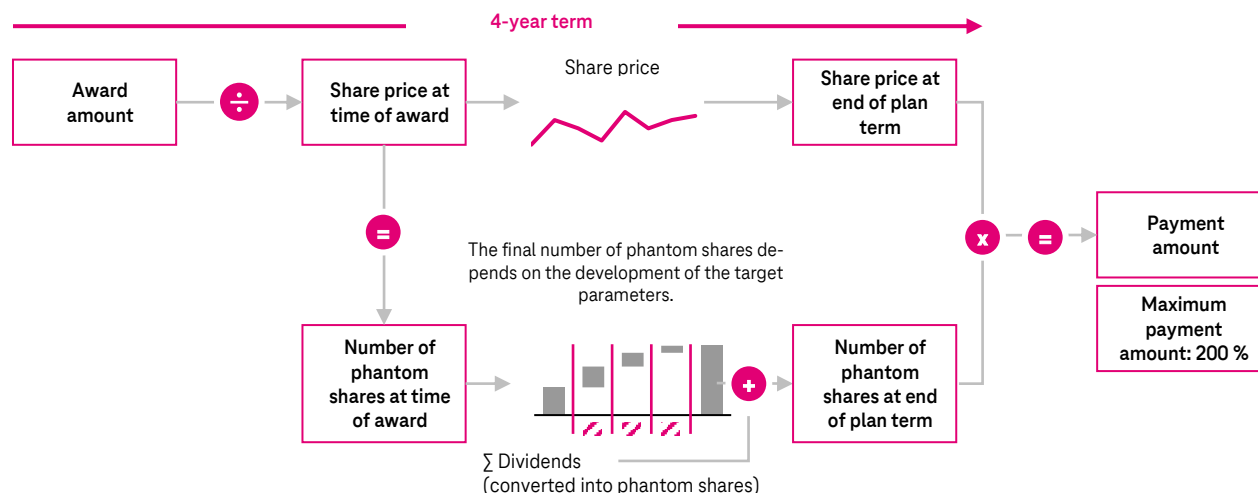 4-year term
Award
amount
÷
Share price at
time of award
Share price
Share price at
end of plan
term
=
The final number of phantom shares de-
pends on the development of the target
parameters.
x
=
Payment
amount
Maximum
payment
amount: 200 %
Number of
phantom
shares at time
of award
+
Number of
phantom
shares at end
of plan term
∑ Dividends
(converted into phantom shares)